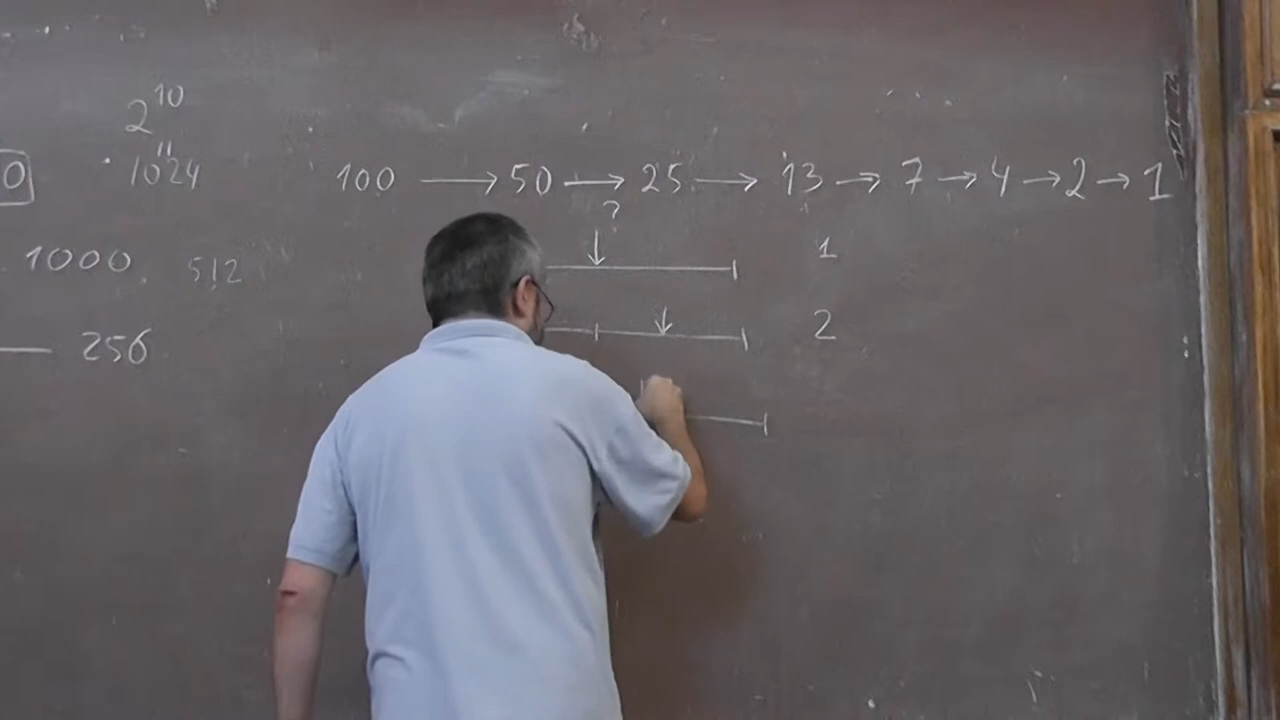 2^10
"
0 1024 100 → 50 → 25 → 13 → 7 → 4 → 2 → 1
?
1000 512 1
256 2